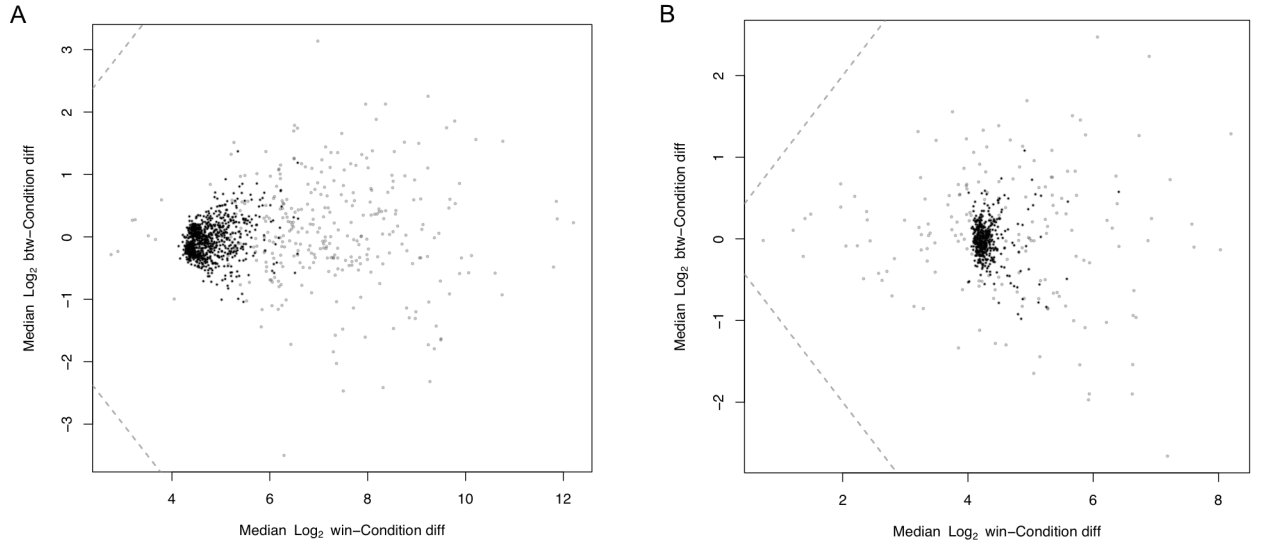 A
3
2
1
0
−1
−2
−3
Median Log2 btw−Condition diff
4 6 8 10 12
Median Log2 win−Condition diff
B
2
1
0
−1
−2
Median Log2 btw−Condition diff
2 4 6 8
Median Log2 win−Condition diff